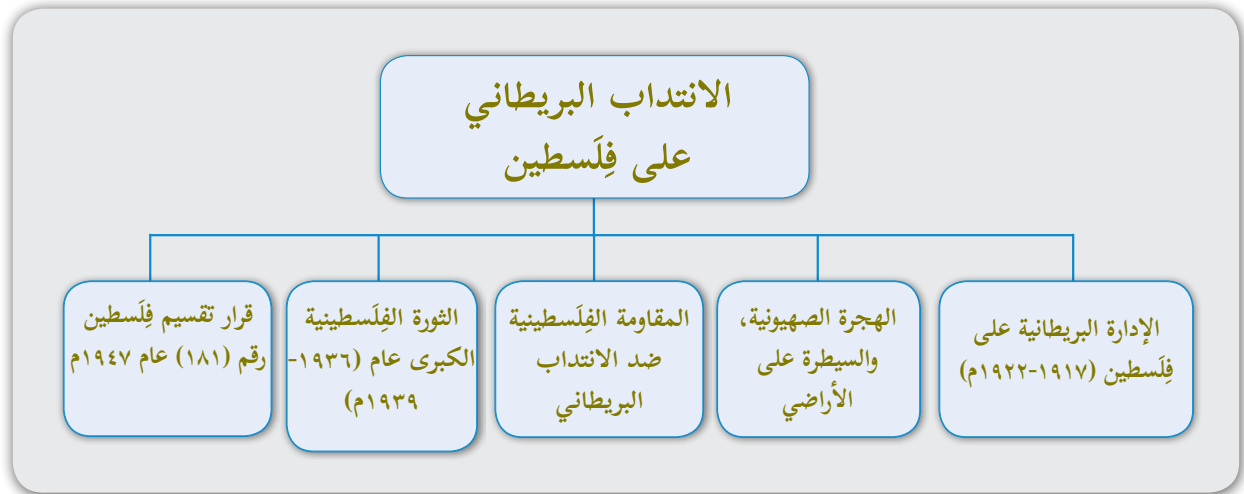 الانتداب البريطاني
على فِلَسطين
الإدارة البريطانية على
فِلَسطين (١٩١٧-١٩٢٢م)
الهجرة الصهيونية،
والسيطرة على
الأراضي
المقاومة الفِلَسطينية
ضد الانتداب
البريطاني
الثورة الفِلَسطينية
الكبرى عام (١٩٣٦-
١٩٣٩م)
قرار تقسيم فِلَسطين
رقم (١٨١) عام ١٩٤٧م